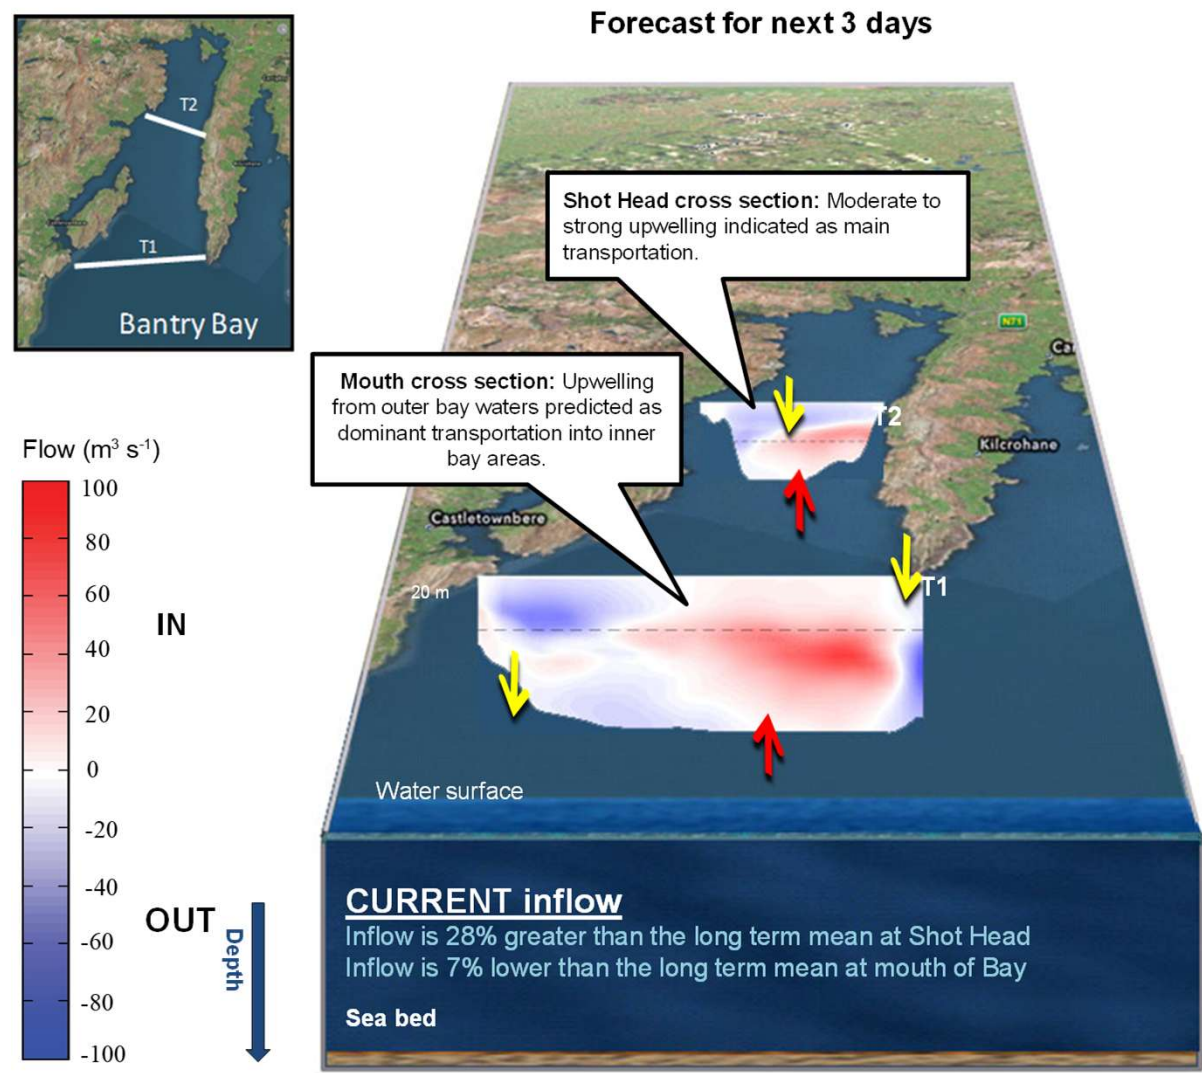 Forecast for next 3 days
T2
T1
Bantry Bay
Shot Head cross section: Moderate to
strong upwelling indicated as main
transportation.
N71
Mouth cross section: Upwelling
from outer bay waters predicted as
dominant transportation into inner
bay areas.
T2
Kilcrohane
Castletownbere
20 m
T1
Flow (m³ s⁻¹)
100
80
60
40
20
0
-20
-40
-60
-80
-100
IN
OUT
Depth
Water surface
CURRENT inflow
Inflow is 28% greater than the long term mean at Shot Head
Inflow is 7% lower than the long term mean at mouth of Bay
Sea bed